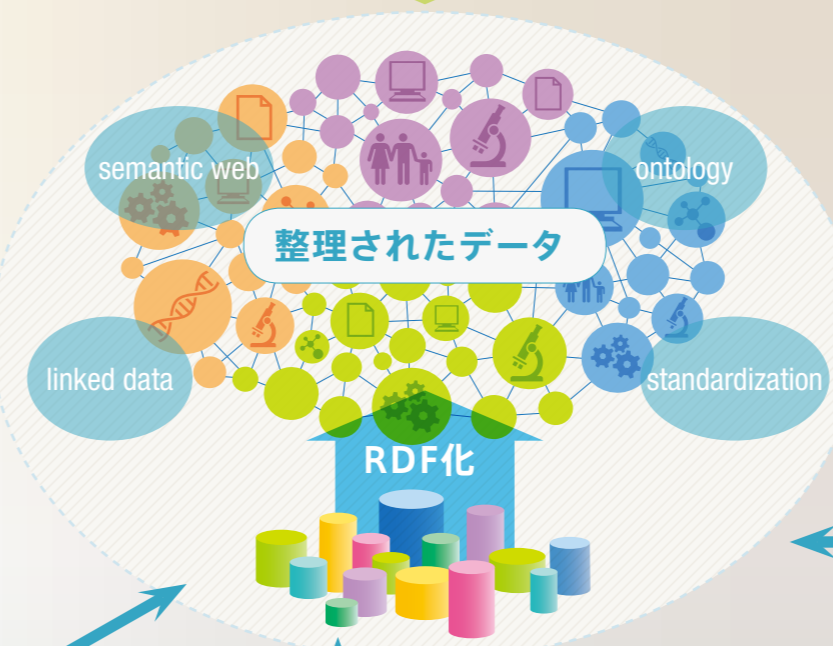 semantic web
ontology
整理されたデータ
linked data
standardization
RDF化